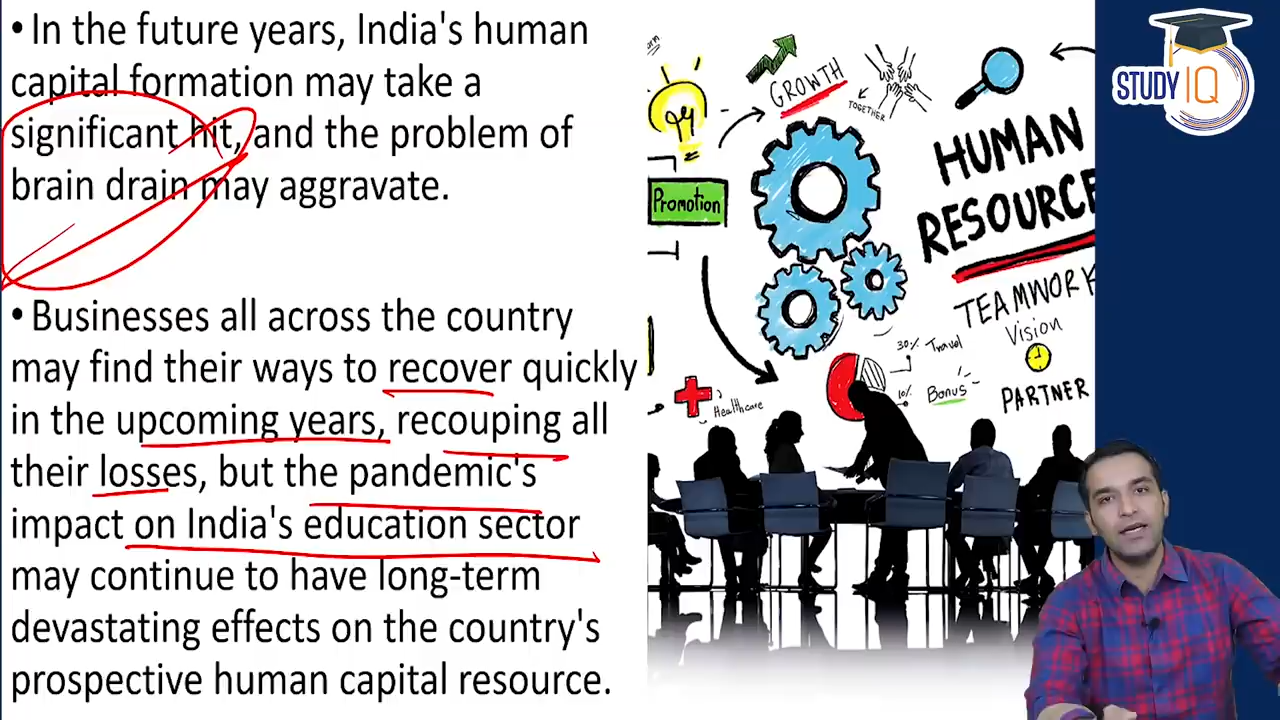 • In the future years, India's human
capital formation may take a
significant hit, and the problem of
brain drain may aggravate.
• Businesses all across the country
may find their ways to recover quickly
in the upcoming years, recouping all
their losses, but the pandemic's
impact on India's education sector
may continue to have long-term
devastating effects on the country's
prospective human capital resource.
GROWTH
TOGETHER
Promotion
HUMAN
RESOURCE
TEAMWORK
Vision
PARTNER
30% Travel
10% Bonus
Healthcare
STUDY IQ